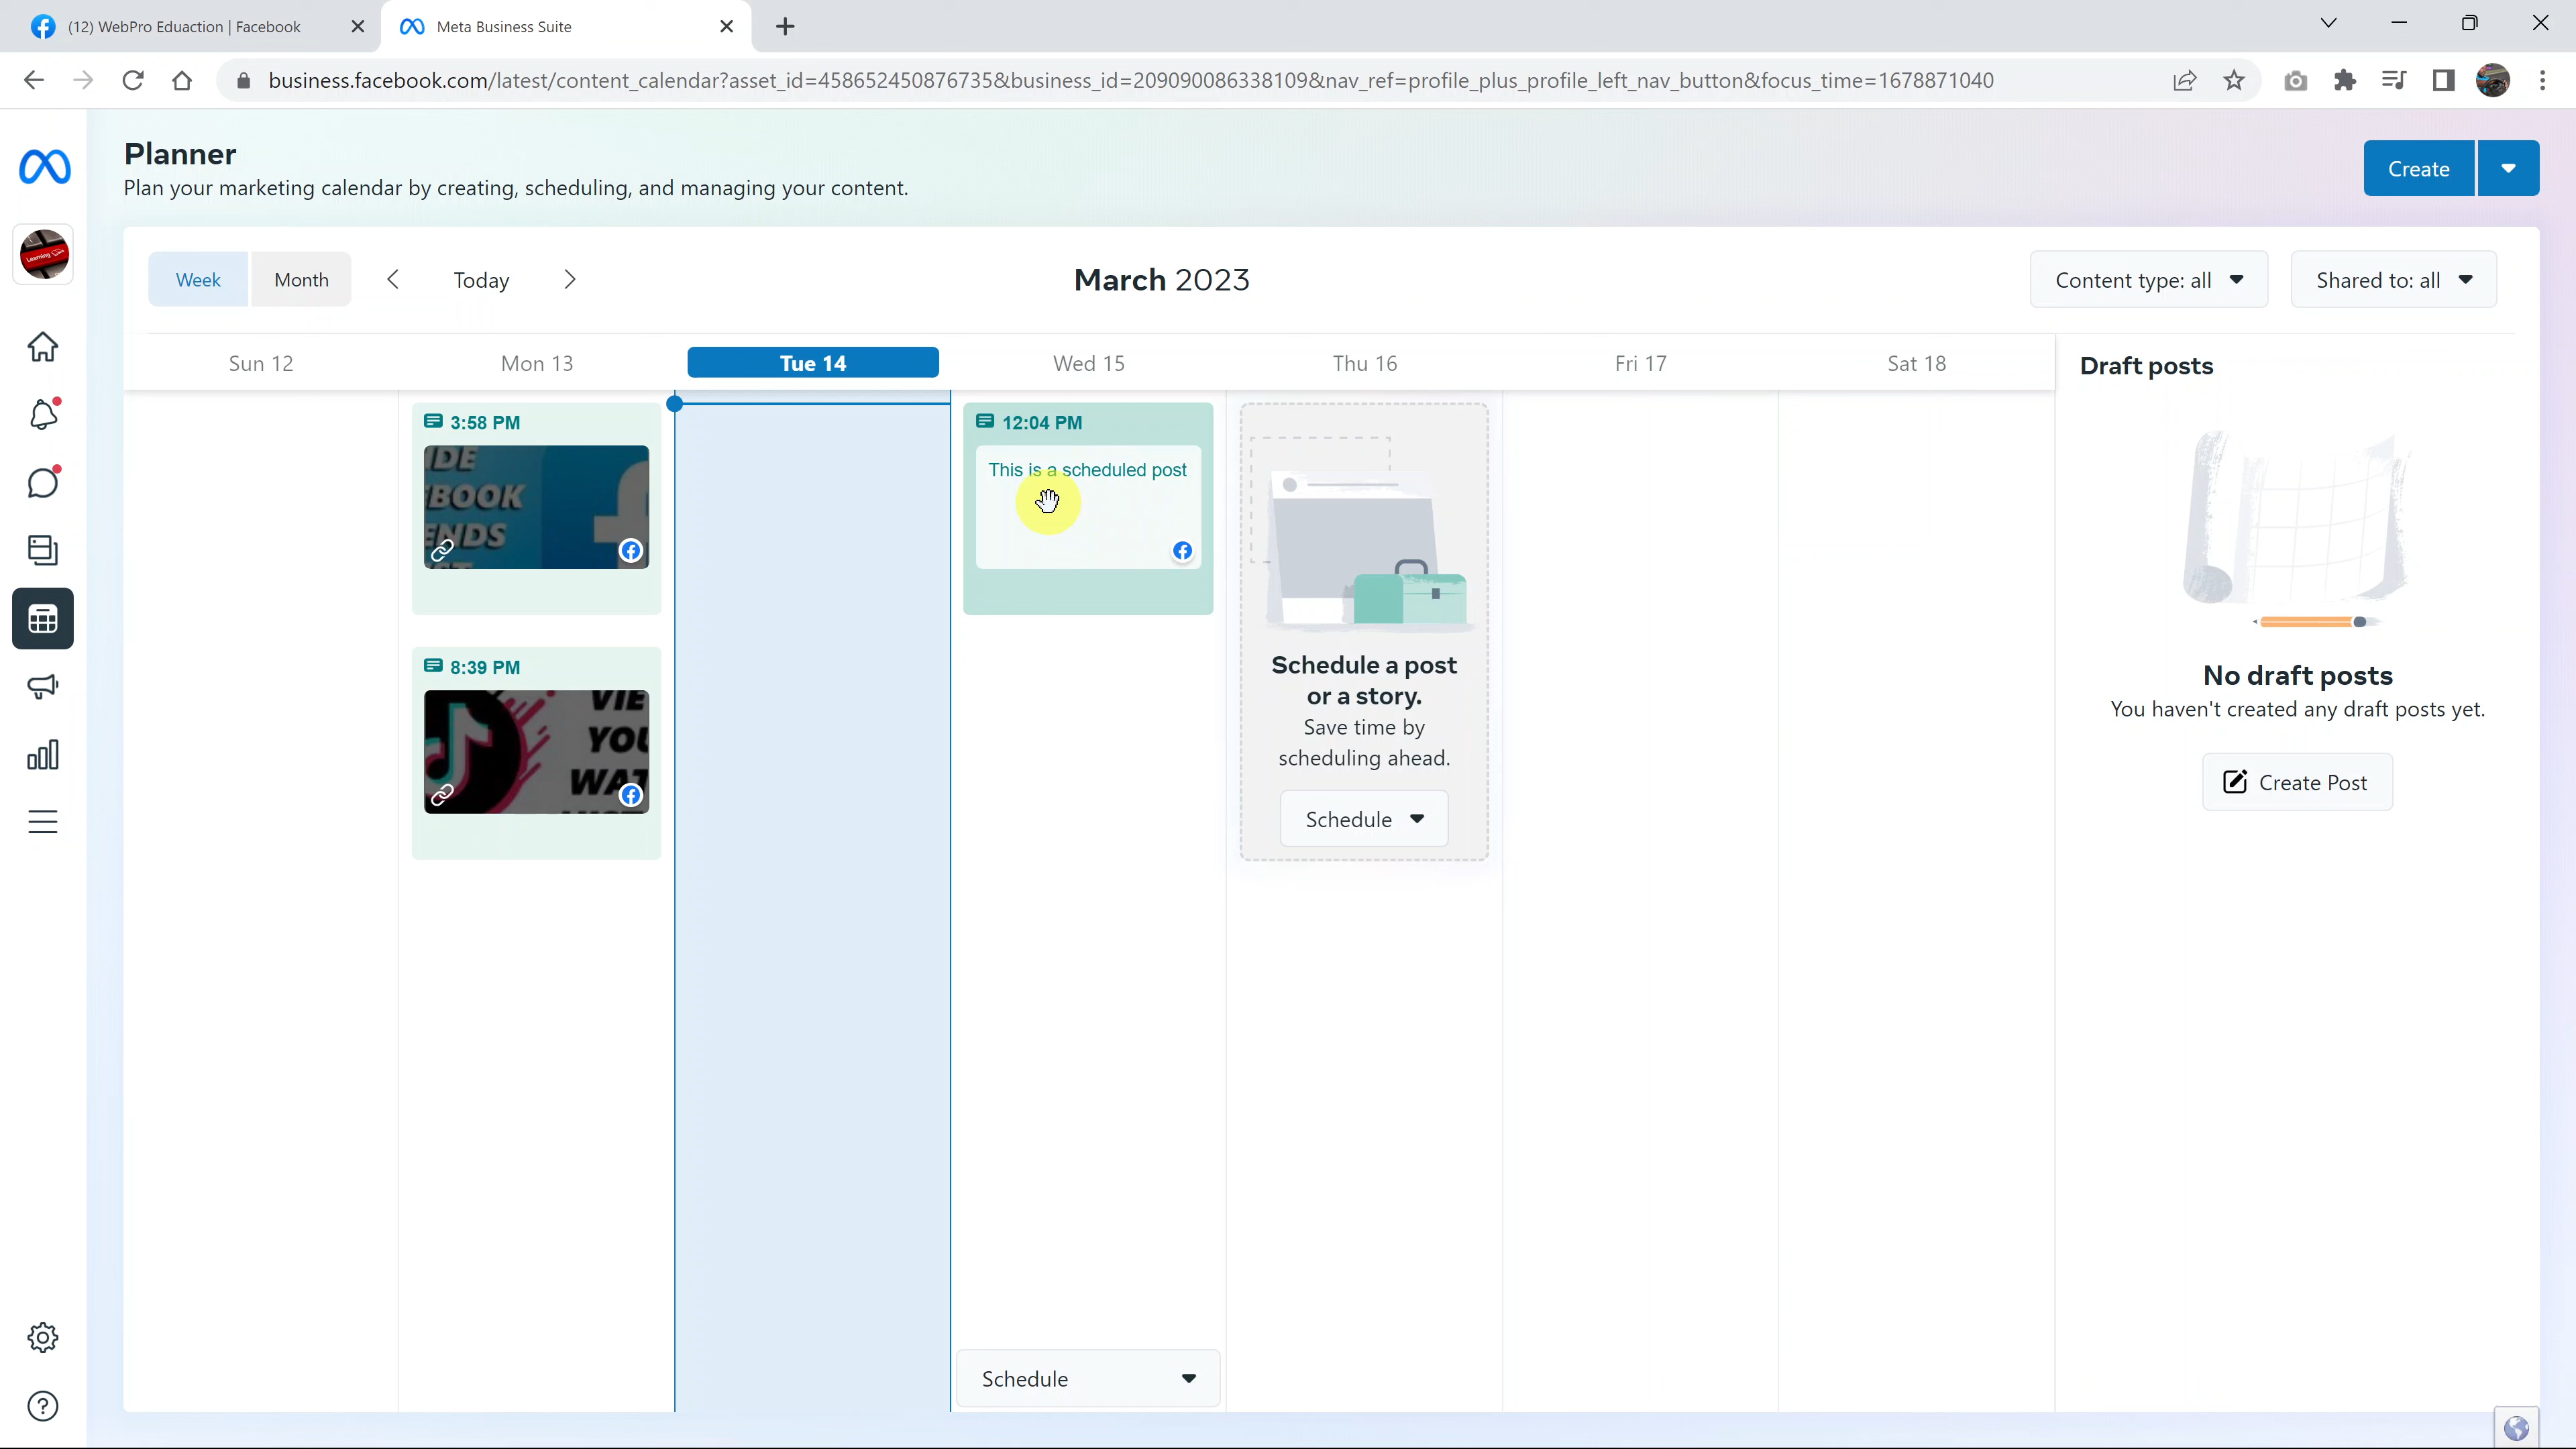 (12) WebPro Eduaction | Facebook
Meta Business Suite
business.facebook.com/latest/content_calendar?asset_id=458652450876735&business_id=209090086338109&nav_ref=profile_plus_profile_left_nav_button&focus_time=1678871040
Planner
Plan your marketing calendar by creating, scheduling, and managing your content.
Create
Week
Month
Today
March 2023
Content type: all
Shared to: all
Sun 12
Mon 13
Tue 14
Wed 15
Thu 16
Fri 17
Sat 18
Draft posts
3:58 PM
IDE
EBOOK
ENDS
8:39 PM
VIE
YOU
WAT
12:04 PM
This is a scheduled post
Schedule a post
or a story.
Save time by
scheduling ahead.
Schedule
No draft posts
You haven't created any draft posts yet.
Create Post
Schedule